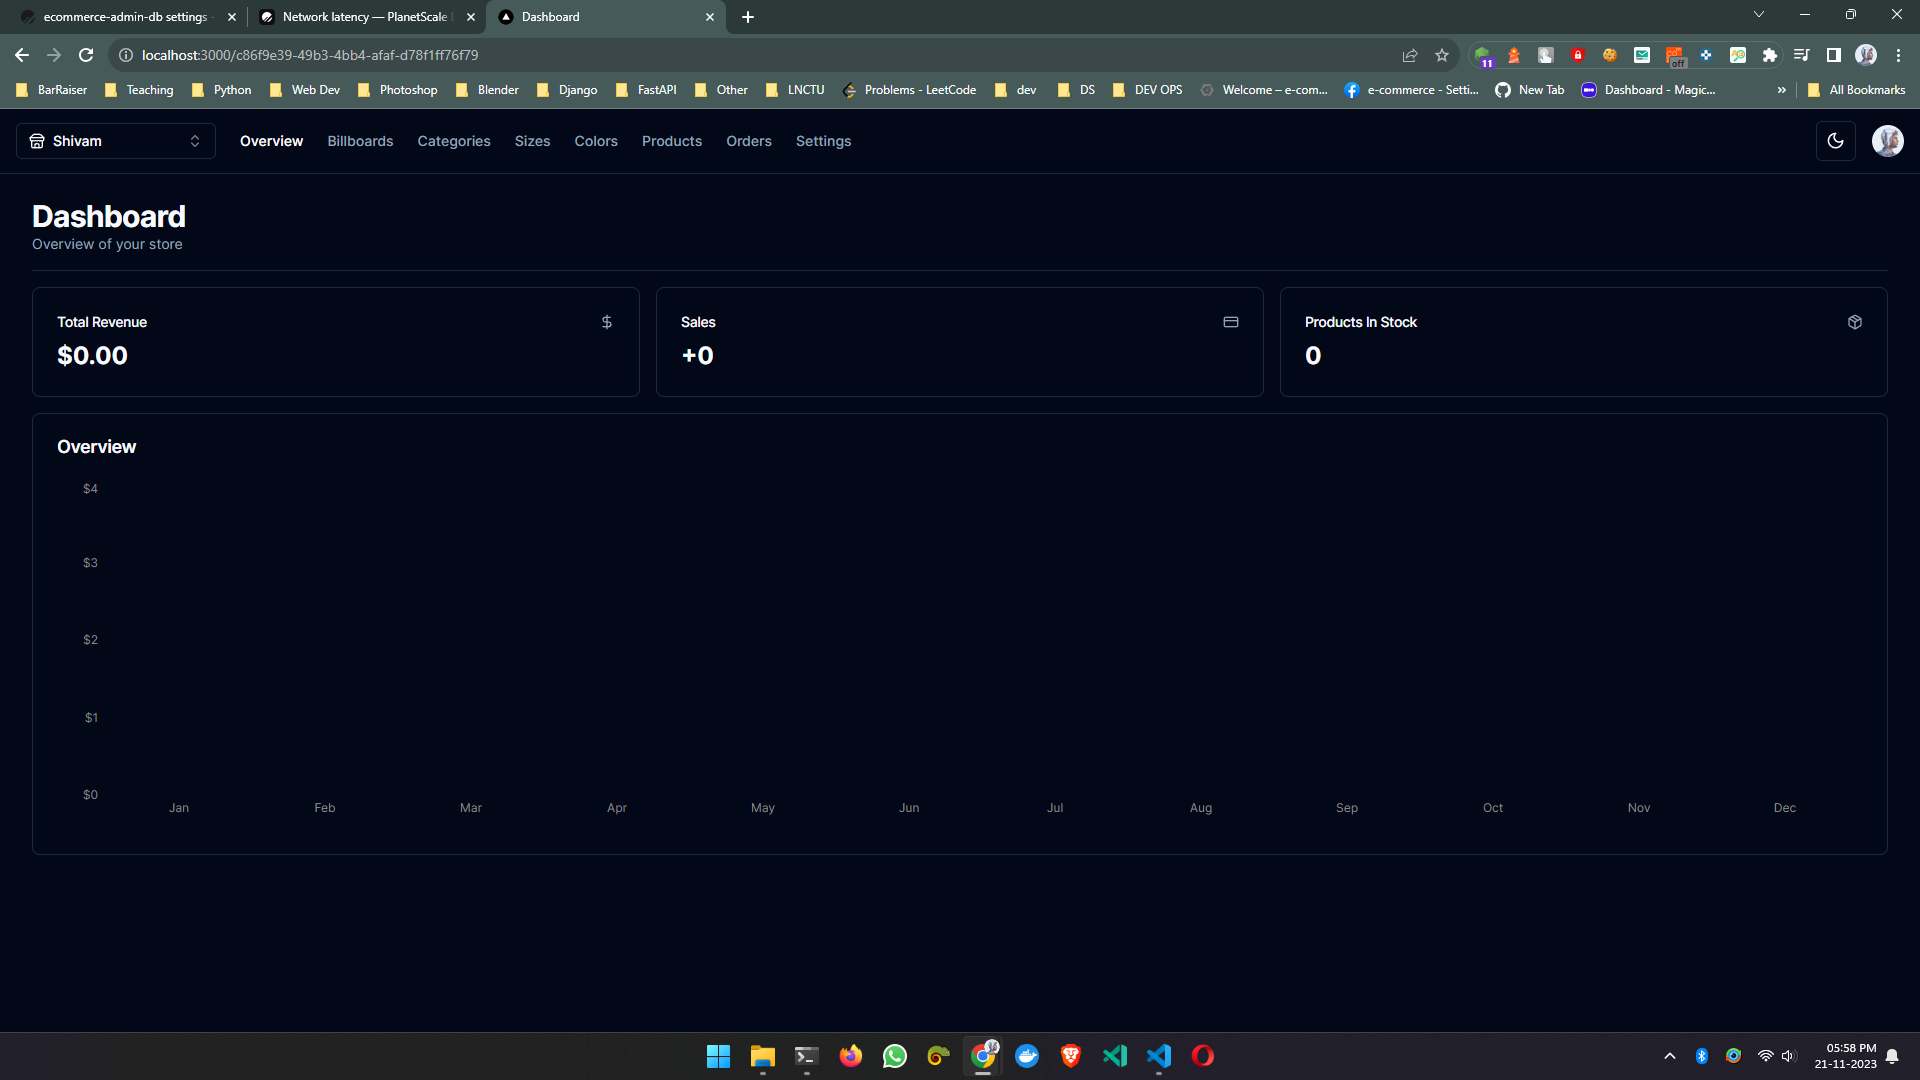 ecommerce-admin-db settings
Network latency — PlanetScale
Dashboard
localhost:3000/c86f9e39-49b3-4bb4-afaf-d78f1ff76f79
11
off
BarRaiser
Teaching
Python
Web Dev
Photoshop
Blender
Django
FastAPI
Other
LNCTU
Problems - LeetCode
dev
DS
DEV OPS
Welcome – e-com...
e-commerce - Setti...
New Tab
Dashboard - Magic...
»
All Bookmarks
Shivam
Overview
Billboards
Categories
Sizes
Colors
Products
Orders
Settings
Dashboard
Overview of your store
Total Revenue
$0.00
Sales
+0
Products In Stock
0
Overview
$4
$3
$2
$1
$0
Jan
Feb
Mar
Apr
May
Jun
Jul
Aug
Sep
Oct
Nov
Dec
05:58 PM
21-11-2023